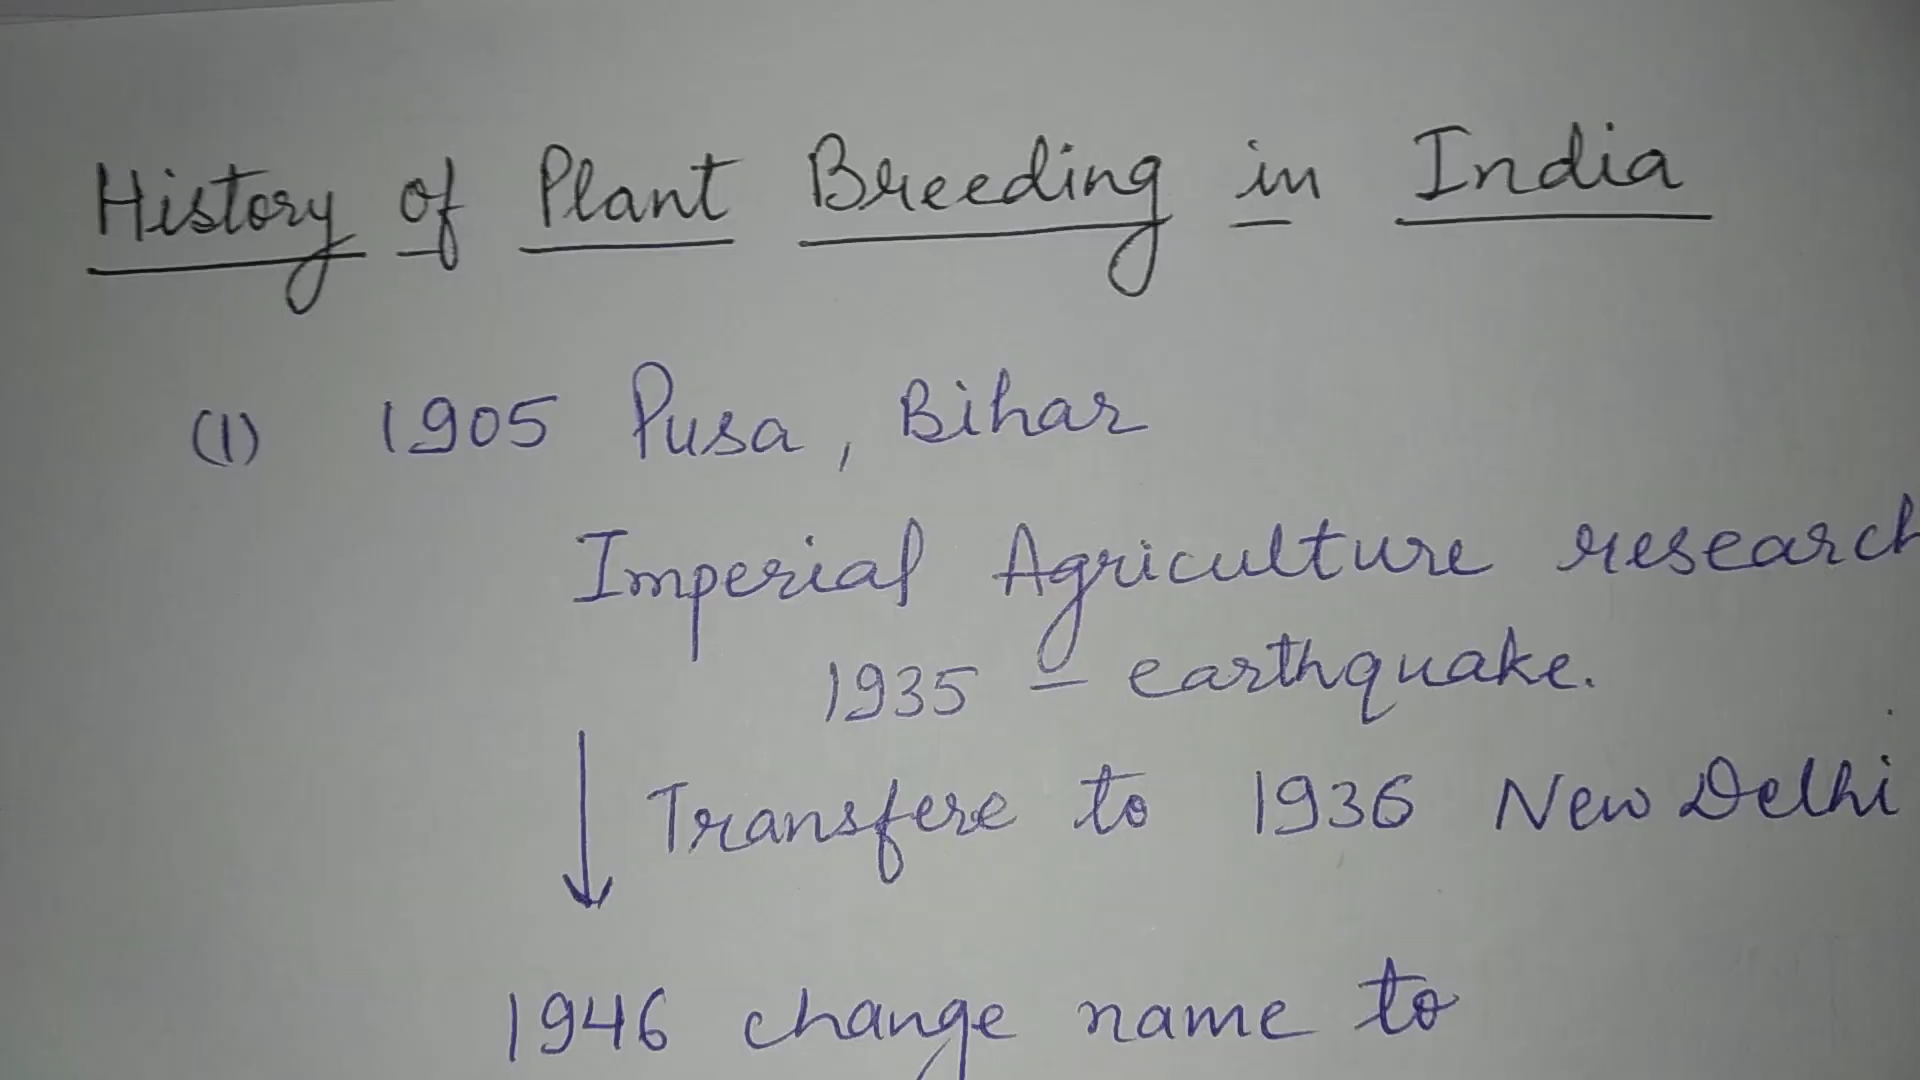 History of Plant Breeding in India
(1) 1905 Pusa, Bihar
Imperial Agriculture research
1935 - earthquake.
Transfere to 1936 New Delhi
1946 change name to